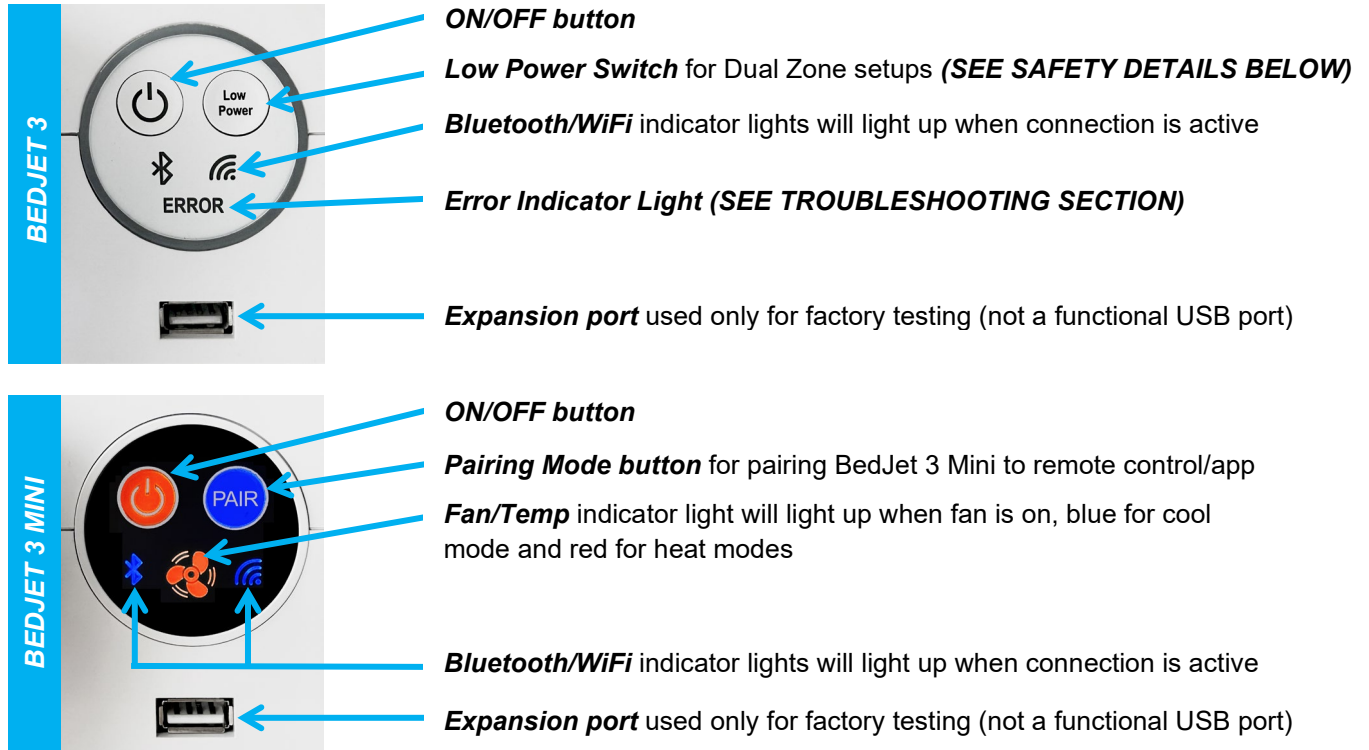 BEDJET 3
ON/OFF button
Low Power Switch for Dual Zone setups (SEE SAFETY DETAILS BELOW)
Low
Power
Bluetooth/WiFi indicator lights will light up when connection is active
ERROR
Error Indicator Light (SEE TROUBLESHOOTING SECTION)
Expansion port used only for factory testing (not a functional USB port)
BEDJET 3 MINI
ON/OFF button
PAIR
Pairing Mode button for pairing BedJet 3 Mini to remote control/app
Fan/Temp indicator light will light up when fan is on, blue for cool
mode and red for heat modes
Bluetooth/WiFi indicator lights will light up when connection is active
Expansion port used only for factory testing (not a functional USB port)